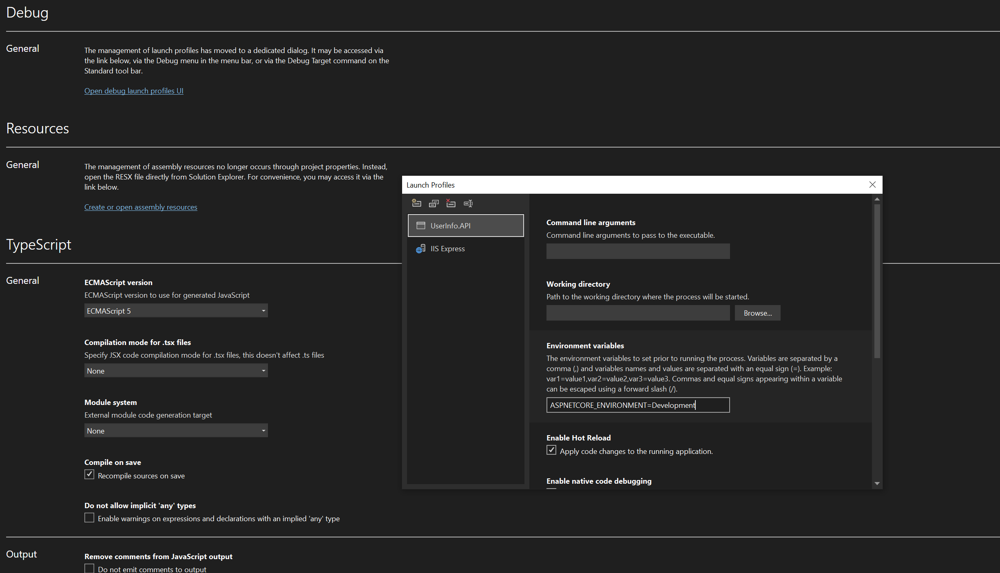 Debug
General
The management of launch profiles has moved to a dedicated dialog. It may be accessed via
the link below, via the Debug menu in the menu bar, or via the Debug Target command on the
Standard tool bar.
Open debug launch profiles UI
Resources
General
The management of assembly resources no longer occurs through project properties. Instead,
open the RESX file directly from Solution Explorer. For convenience, you may access it via the
link below.
Create or open assembly resources
TypeScript
General
ECMAScript version
ECMAScript version to use for generated JavaScript
ECMAScript 5
Compilation mode for .tsx files
Specify JSX code compilation mode for .tsx files, this doesn't affect .ts files
None
Module system
External module code generation target
None
Compile on save
Recompile sources on save
Do not allow implicit 'any' types
Enable warnings on expressions and declarations with an implied 'any' type
Output
Remove comments from JavaScript output
Do not emit comments to output
Launch Profiles
UserInfo.API
IIS Express
Command line arguments
Command line arguments to pass to the executable.
Working directory
Path to the working directory where the process will be started.
Browse...
Environment variables
The environment variables to set prior to running the process. Variables are separated by a
comma (,) and variables names and values are separated with an equal sign (=). Example:
var1=value1,var2=value2,var3=value3. Commas and equal signs appearing within a variable
can be escaped using a forward slash (/).
ASPNETCORE_ENVIRONMENT=Development
Enable Hot Reload
Apply code changes to the running application.
Enable native code debugging